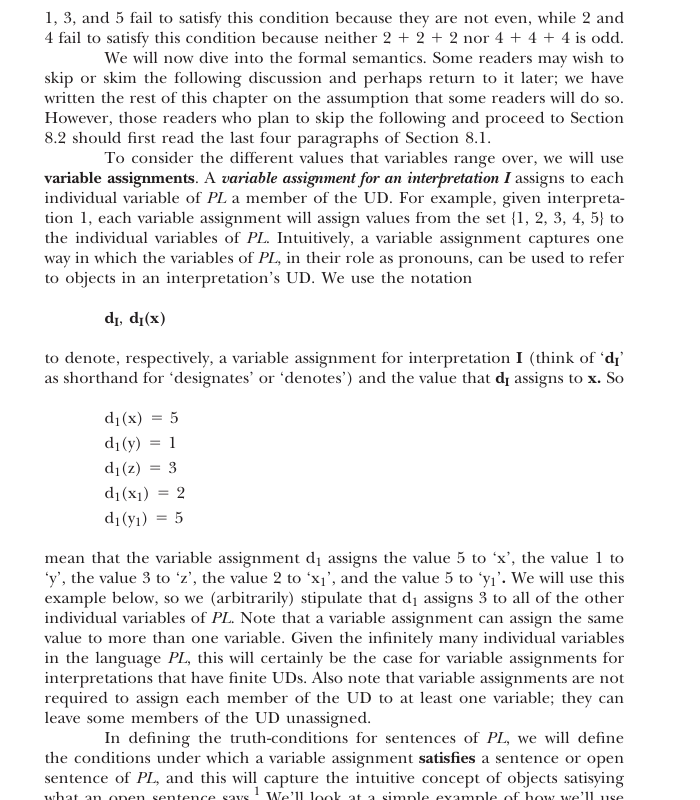 1, 3, and 5 fail to satisfy this condition because they are not even, while 2 and
4 fail to satisfy this condition because neither 2 + 2 + 2 nor 4 + 4 + 4 is odd.
We will now dive into the formal semantics. Some readers may wish to
skip or skim the following discussion and perhaps return to it later; we have
written the rest of this chapter on the assumption that some readers will do so.
However, those readers who plan to skip the following and proceed to Section
8.2 should first read the last four paragraphs of Section 8.1.
To consider the different values that variables range over, we will use
variable assignments. A variable assignment for an interpretation I assigns to each
individual variable of PL a member of the UD. For example, given interpreta-
tion 1, each variable assignment will assign values from the set {1, 2, 3, 4, 5} to
the individual variables of PL. Intuitively, a variable assignment captures one
way in which the variables of PL, in their role as pronouns, can be used to refer
to objects in an interpretation's UD. We use the notation
d_I, d_I(x)
to denote, respectively, a variable assignment for interpretation I (think of 'd_I'
as shorthand for 'designates' or 'denotes') and the value that d_I assigns to x. So
d₁(x) = 5
d₁(y) = 1
d₁(z) = 3
d₁(x₁) = 2
d₁(y₁) = 5
mean that the variable assignment d₁ assigns the value 5 to 'x', the value 1 to
'y', the value 3 to 'z', the value 2 to 'x₁', and the value 5 to 'y₁'. We will use this
example below, so we (arbitrarily) stipulate that d₁ assigns 3 to all of the other
individual variables of PL. Note that a variable assignment can assign the same
value to more than one variable. Given the infinitely many individual variables
in the language PL, this will certainly be the case for variable assignments for
interpretations that have finite UDs. Also note that variable assignments are not
required to assign each member of the UD to at least one variable; they can
leave some members of the UD unassigned.
In defining the truth-conditions for sentences of PL, we will define
the conditions under which a variable assignment satisfies a sentence or open
sentence of PL, and this will capture the intuitive concept of objects satisying
what an open sentence says.¹ We'll look at a simple example of how we'll use